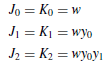 J₀ = K₀ = w
J₁ = K₁ = wy₀
J₂ = K₂ = wy₀y₁